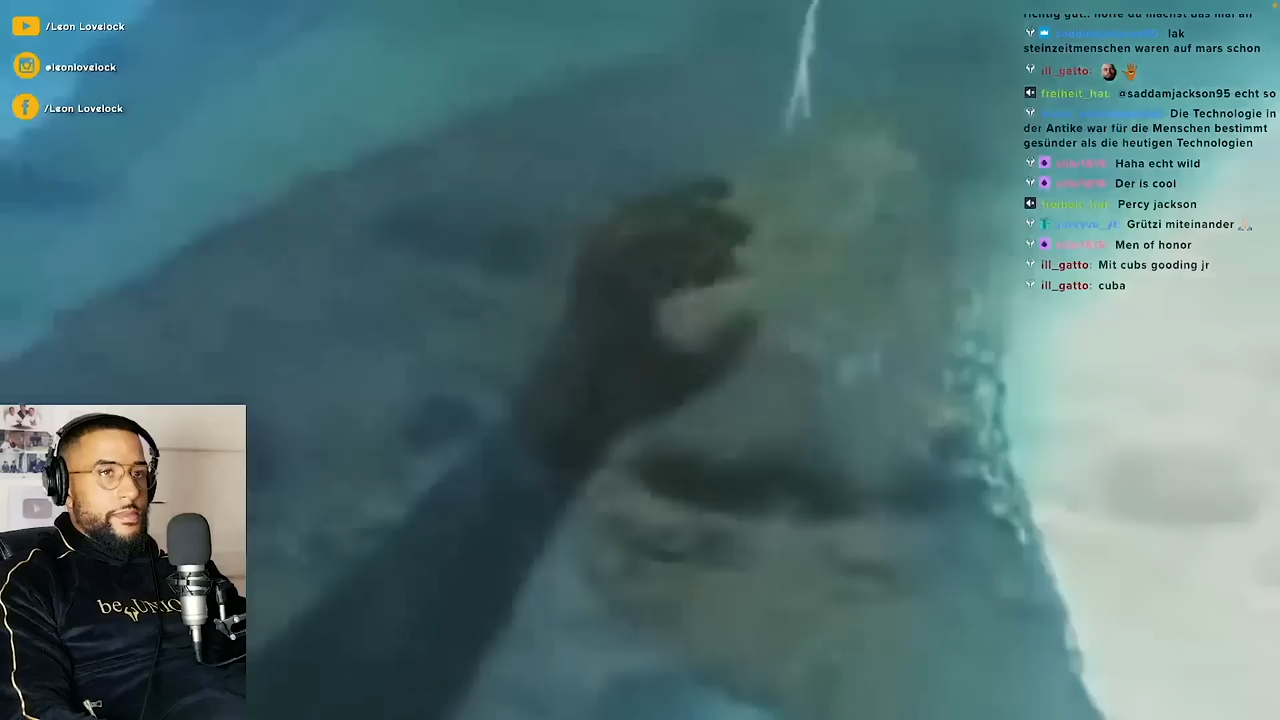 /Leon Lovelock
@leonlovelock
/Leon Lovelock
richtig gut.. hoffe du machst das mal an
saddamjackson95 lak
steinzeitmenschen waren auf mars schon
ill_gatto:
freiheit_hat: @saddamjackson95 echt so
Die Technologie in
der Antike war für die Menschen bestimmt
gesünder als die heutigen Technologien
Haha echt wild
Der is cool
freiheit_hat: Percy jackson
Grützi miteinander
Men of honor
ill_gatto: Mit cubs gooding jr
ill_gatto: cuba
be